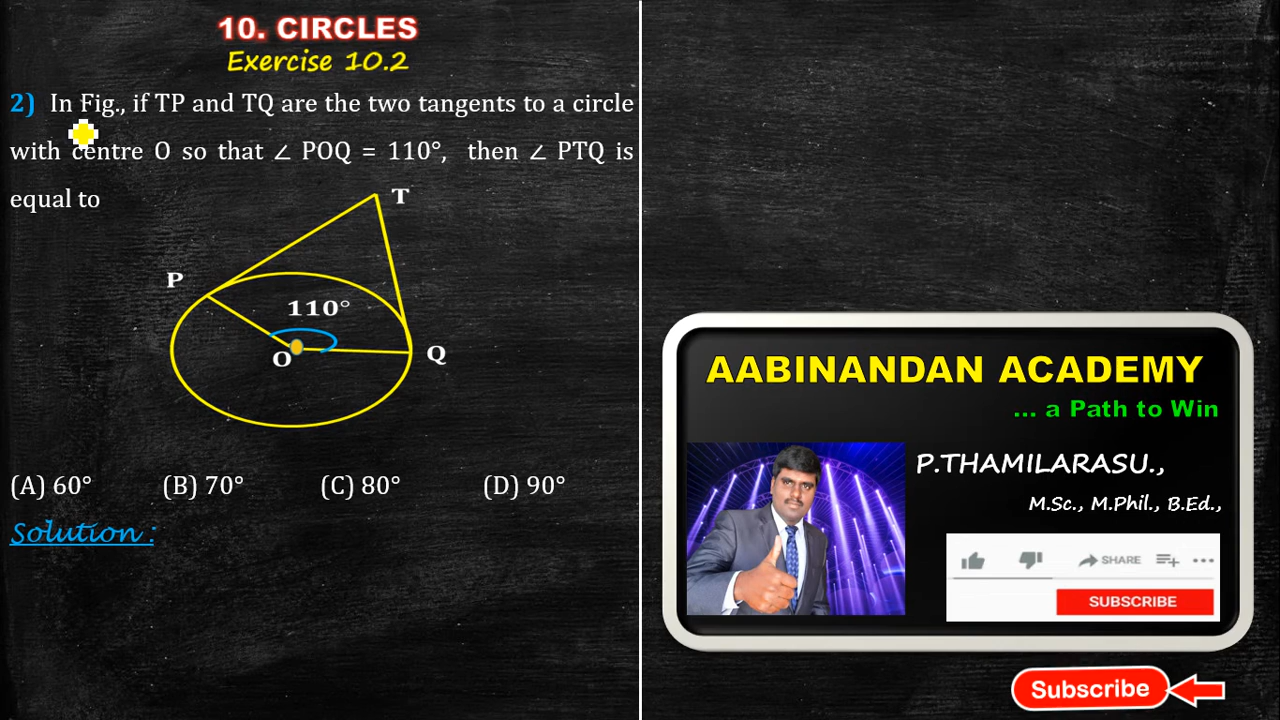 10. CIRCLES
Exercise 10.2
2) In Fig., if TP and TQ are the two tangents to a circle
with centre O so that ∠ POQ = 110°, then ∠ PTQ is
equal to
T
P
110°
O
Q
(A) 60° (B) 70° (C) 80° (D) 90°
Solution :
AABINANDAN ACADEMY
... a Path to Win
P.THAMILARASU.,
M.Sc., M.Phil., B.Ed.,
SHARE
SUBSCRIBE
Subscribe